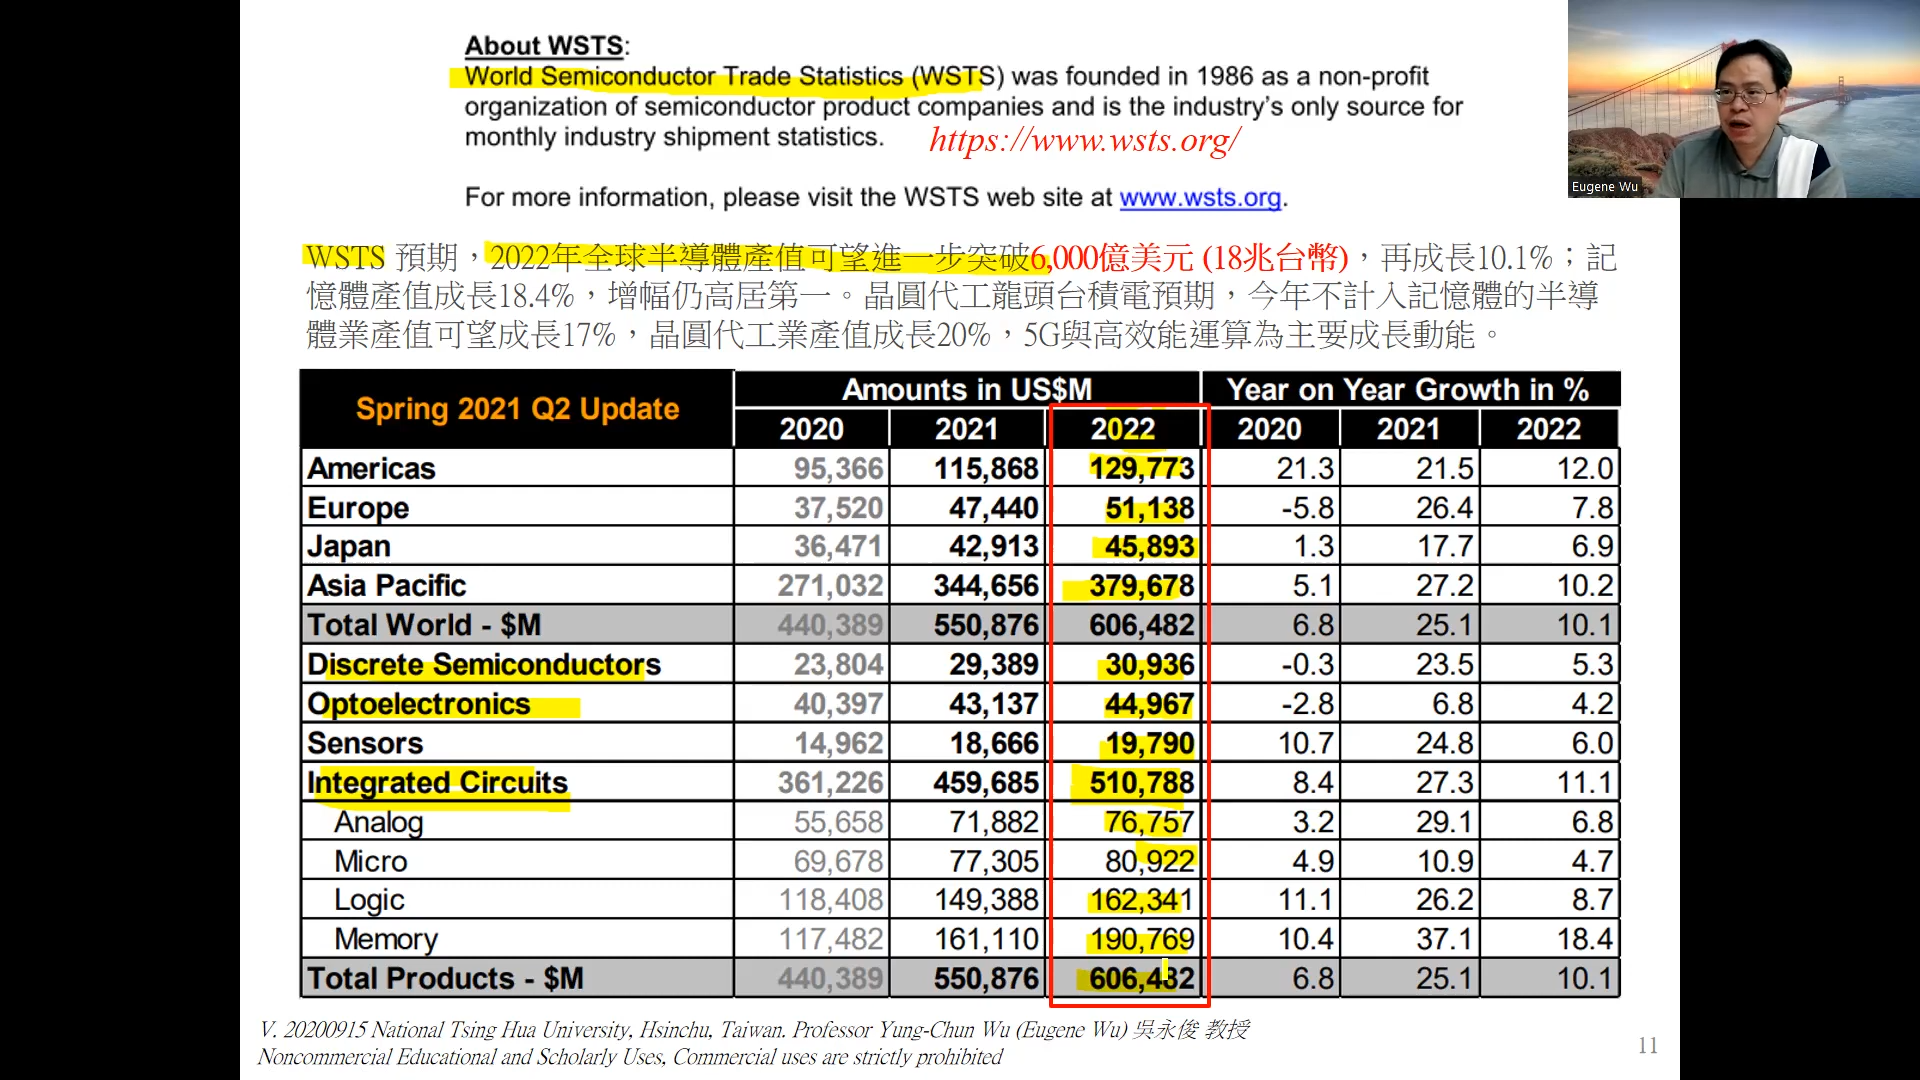 About WSTS:
World Semiconductor Trade Statistics (WSTS) was founded in 1986 as a non-profit
organization of semiconductor product companies and is the industry's only source for
monthly industry shipment statistics. https://www.wsts.org/
For more information, please visit the WSTS web site at www.wsts.org.
Eugene Wu
WSTS 預期，2022年全球半導體產值可望進一步突破6,000億美元 (18兆台幣)，再成長10.1%；記
憶體產值成長18.4%，增幅仍高居第一。晶圓代工龍頭台積電預期，今年不計入記憶體的半導
體業產值可望成長17%，晶圓代工業產值成長20%，5G與高效能運算為主要成長動能。
Spring 2021 Q2 Update Amounts in US$M Year on Year Growth in %
2020 2021 2022 2020 2021 2022
Americas 95,366 115,868 129,773 21.3 21.5 12.0
Europe 37,520 47,440 51,138 -5.8 26.4 7.8
Japan 36,471 42,913 45,893 1.3 17.7 6.9
Asia Pacific 271,032 344,656 379,678 5.1 27.2 10.2
Total World - $M 440,389 550,876 606,482 6.8 25.1 10.1
Discrete Semiconductors 23,804 29,389 30,936 -0.3 23.5 5.3
Optoelectronics 40,397 43,137 44,967 -2.8 6.8 4.2
Sensors 14,962 18,666 19,790 10.7 24.8 6.0
Integrated Circuits 361,226 459,685 510,788 8.4 27.3 11.1
Analog 55,658 71,882 76,757 3.2 29.1 6.8
Micro 69,678 77,305 80,922 4.9 10.9 4.7
Logic 118,408 149,388 162,341 11.1 26.2 8.7
Memory 117,482 161,110 190,769 10.4 37.1 18.4
Total Products - $M 440,389 550,876 606,482 6.8 25.1 10.1
V. 20200915 National Tsing Hua University, Hsinchu, Taiwan. Professor Yung-Chun Wu (Eugene Wu) 吳永俊 教授
Noncommercial Educational and Scholarly Uses, Commercial uses are strictly prohibited
11